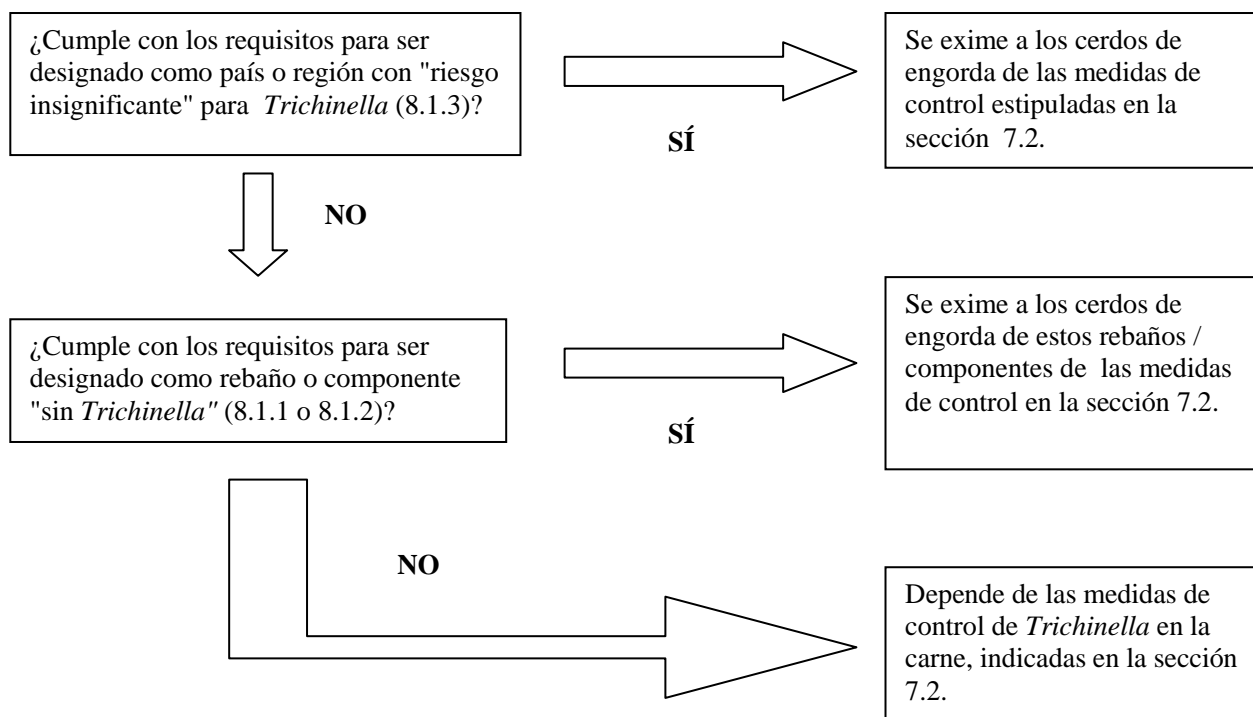 ¿Cumple con los requisitos para ser
designado como país o región con "riesgo
insignificante" para Trichinella (8.1.3)?
SÍ
Se exime a los cerdos de
engorda de las medidas de
control estipuladas en la
sección 7.2.
NO
¿Cumple con los requisitos para ser
designado como rebaño o componente
"sin Trichinella" (8.1.1 o 8.1.2)?
SÍ
Se exime a los cerdos de
engorda de estos rebaños /
componentes de las medidas
de control en la sección 7.2.
NO
Depende de las medidas de
control de Trichinella en la
carne, indicadas en la sección
7.2.